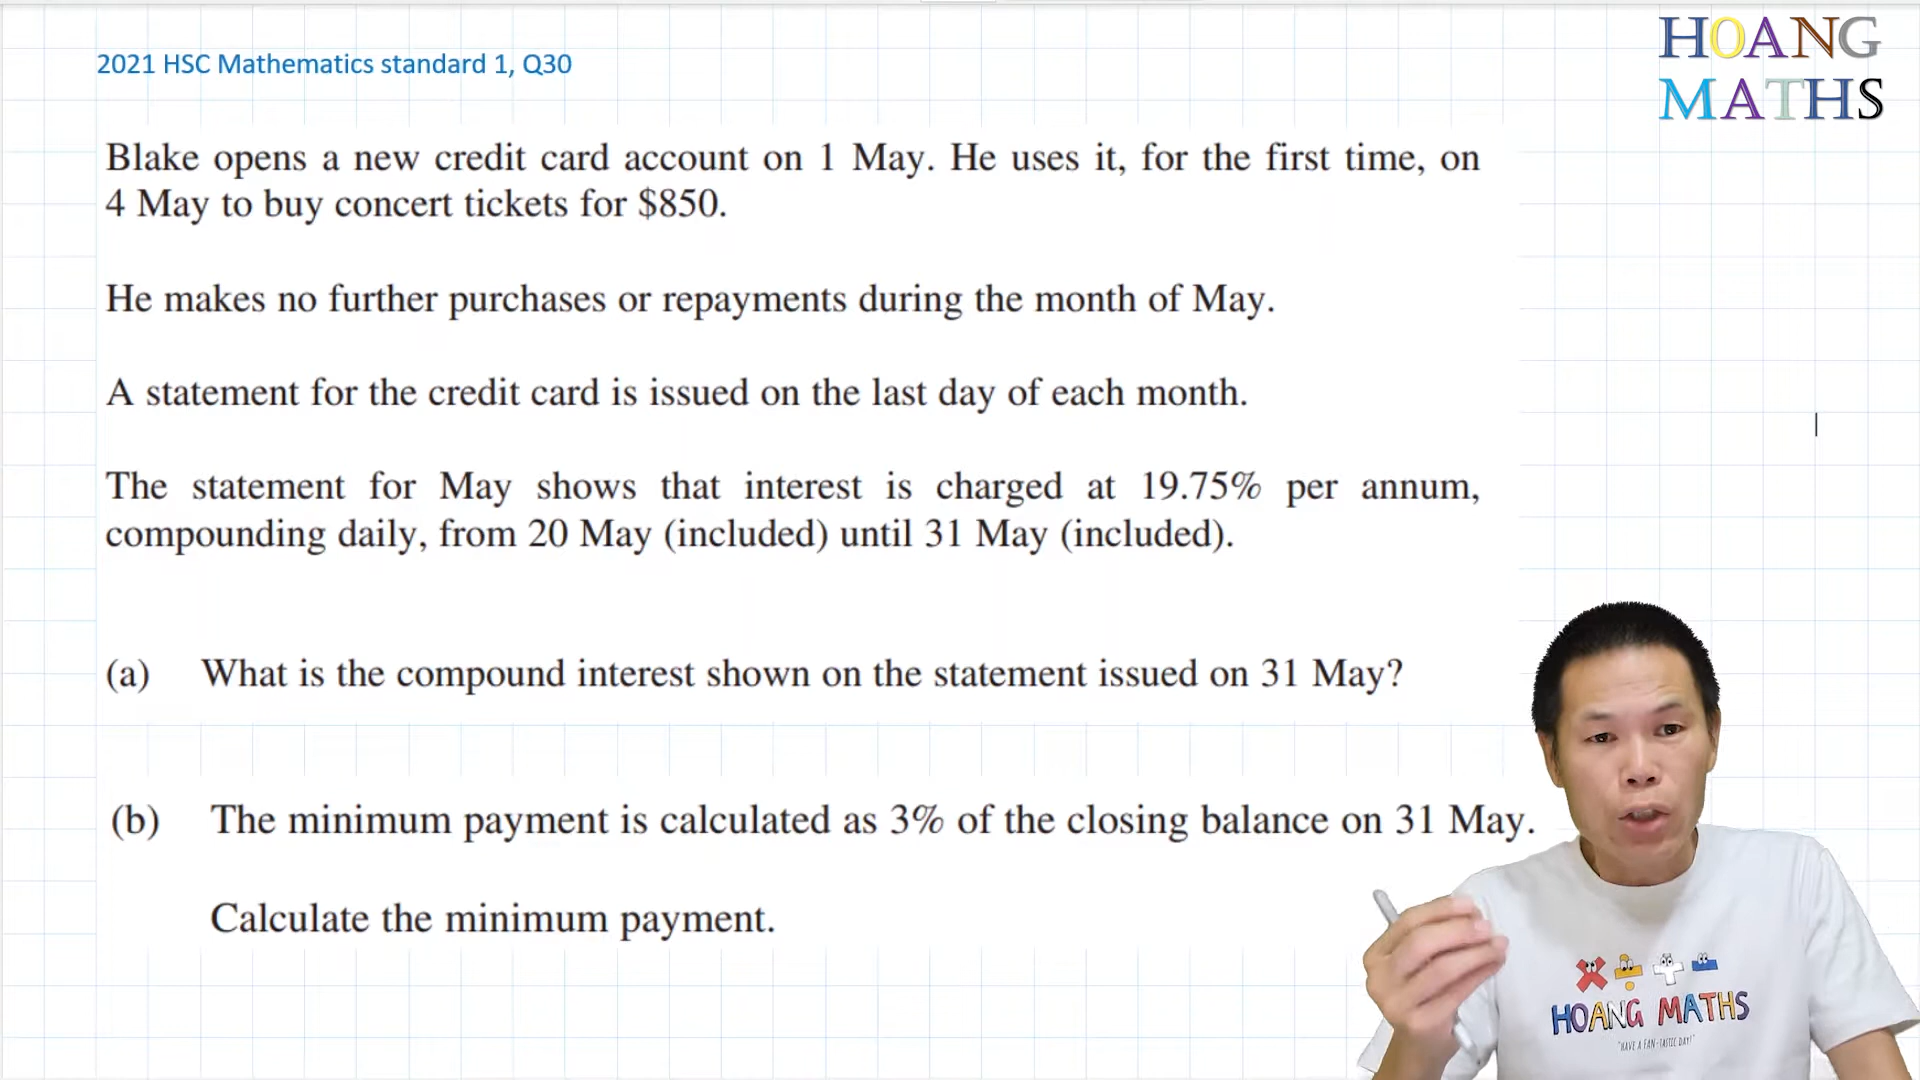 2021 HSC Mathematics standard 1, Q30
HOANG
MATHS
Blake opens a new credit card account on 1 May. He uses it, for the first time, on
4 May to buy concert tickets for $850.
He makes no further purchases or repayments during the month of May.
A statement for the credit card is issued on the last day of each month.
The statement for May shows that interest is charged at 19.75% per annum,
compounding daily, from 20 May (included) until 31 May (included).
(a) What is the compound interest shown on the statement issued on 31 May?
(b) The minimum payment is calculated as 3% of the closing balance on 31 May.
Calculate the minimum payment.
HOANG MATHS
"HAVE A FAN-TASTIC DAY!"